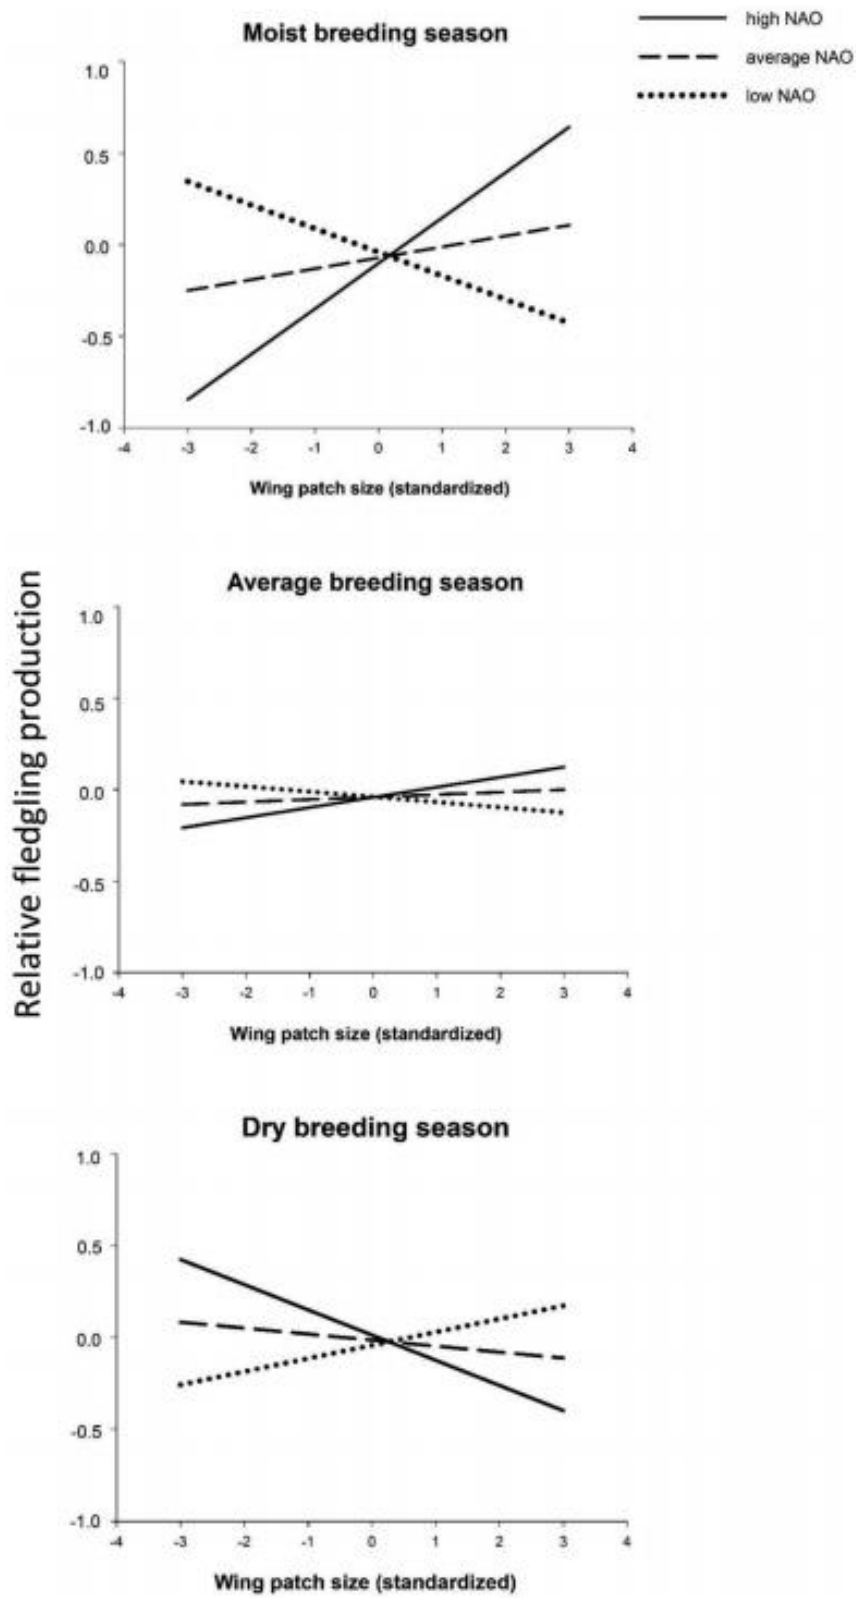 Moist breeding season
high NAO
average NAO
low NAO
1.0
0.5
0.0
-0.5
-1.0
-4 -3 -2 -1 0 1 2 3 4
Wing patch size (standardized)
Relative fledgling production
Average breeding season
1.0
0.5
0.0
-0.5
-1.0
-4 -3 -2 -1 0 1 2 3 4
Wing patch size (standardized)
Dry breeding season
1.0
0.5
0.0
-0.5
-1.0
-4 -3 -2 -1 0 1 2 3 4
Wing patch size (standardized)